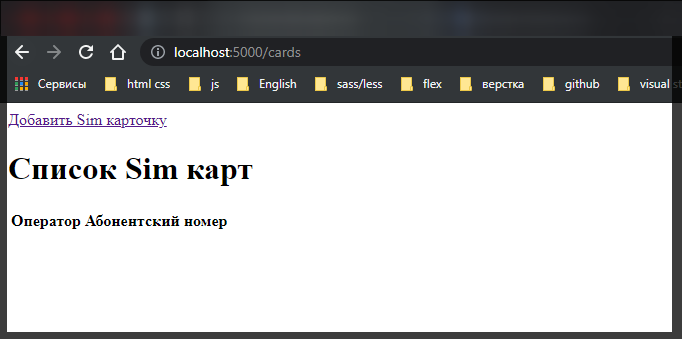 localhost:5000/cards
Сервисы html css js English sass/less flex верстка github visual st
Добавить Sim карточку
Список Sim карт
Оператор Абонентский номер